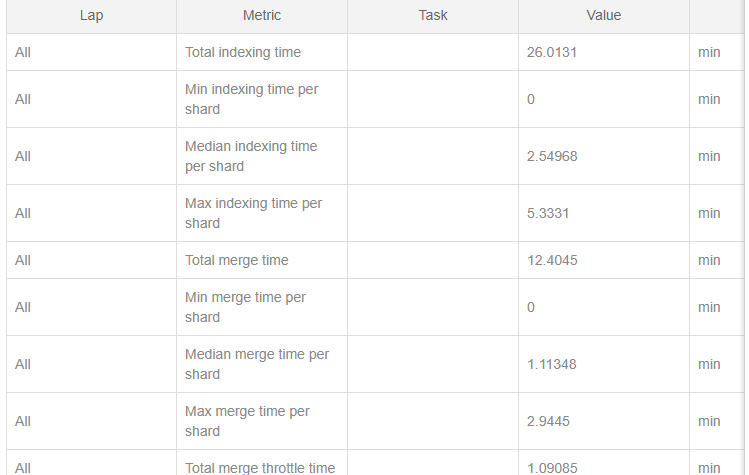 Lap Metric Task Value
All Total indexing time 26.0131 min
All Min indexing time per shard 0 min
All Median indexing time per shard 2.54968 min
All Max indexing time per shard 5.3331 min
All Total merge time 12.4045 min
All Min merge time per shard 0 min
All Median merge time per shard 1.11348 min
All Max merge time per shard 2.9445 min
All Total merge throttle time 1.09085 min